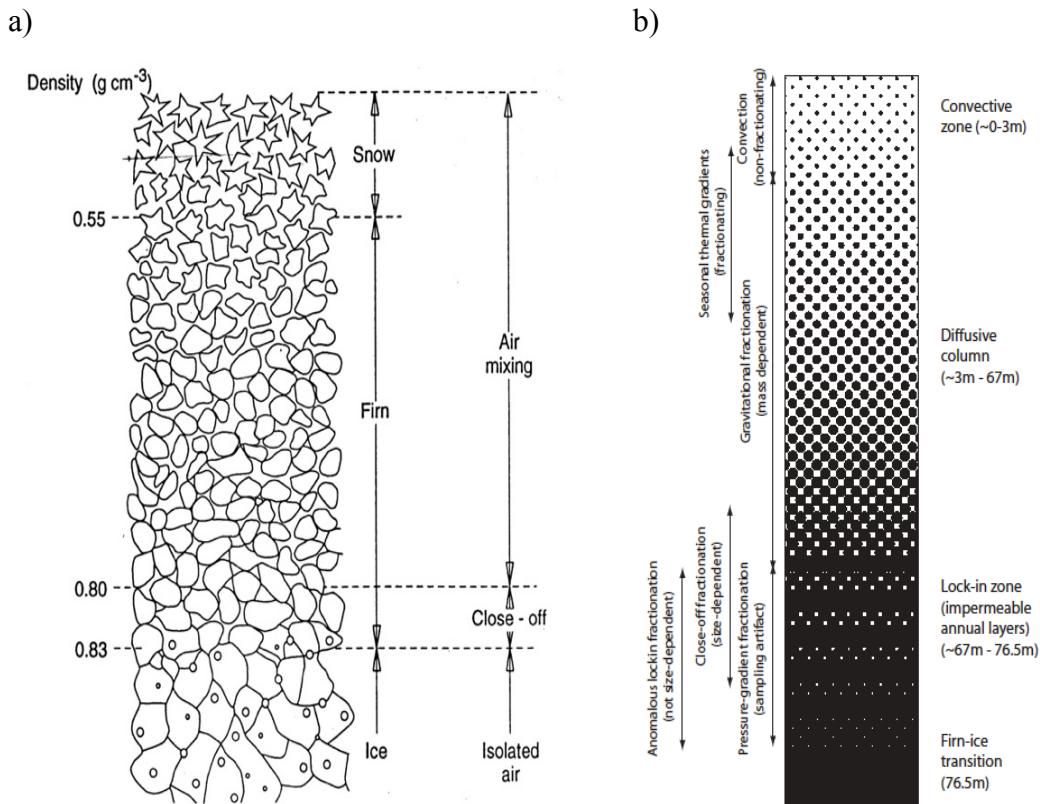 a)
Density (g cm-3)
Snow
0.55
Air
mixing
Firn
0.80
Close - off
0.83
Ice
Isolated
air
b)
Convection
(non-fractionating)
Seasonal thermal gradients
(fractionating)
Gravitational fractionation
(mass dependent)
Close-off fractionation
(size-dependent)
Anomalous lockin fractionation
(not size-dependent)
Pressure-gradient fractionation
(sampling artifact)
Convective
zone (~0-3m)
Diffusive
column
(~3m - 67m)
Lock-in zone
(impermeable
annual layers)
(~67m - 76.5m)
Firn-ice
transition
(76.5m)